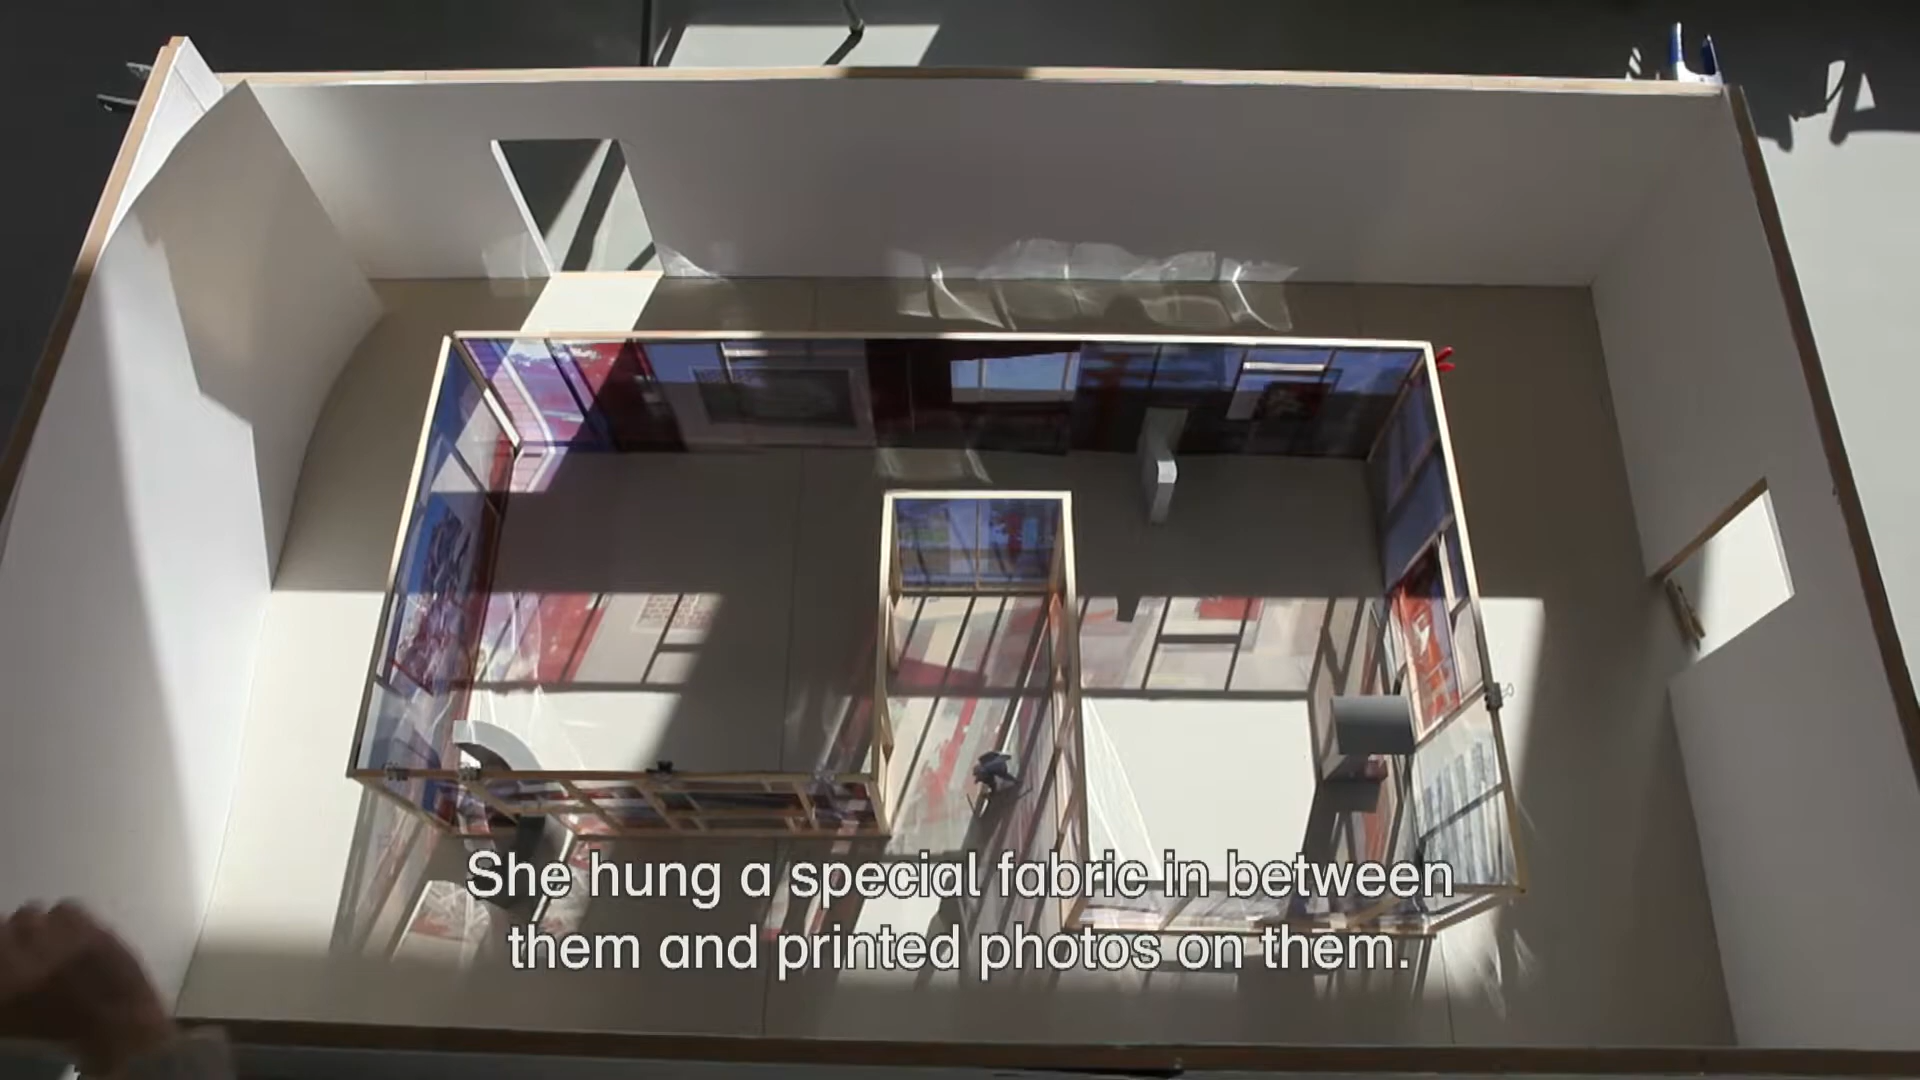 She hung a special fabric in between
them and printed photos on them.